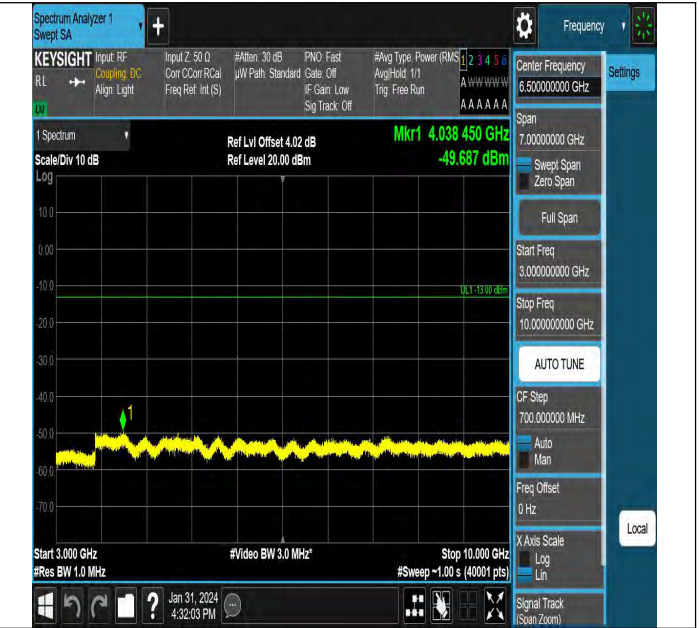 Spectrum Analyzer 1
Swept SA
+
Frequency
KEYSIGHT
RL
Input: RF
Coupling: DC
Align: Light
Input Z: 50 Ω
Corr CCorr RCal
Freq Ref: Int (S)
#Atten: 30 dB
µW Path: Standard
PNO: Fast
Gate: Off
IF Gain: Low
Sig Track: Off
#Avg Type: Power (RMS
Avg|Hold: 1/1
Trig: Free Run
1 2 3 4 5 6
A W W W W W
A A A A A A
1 Spectrum
Scale/Div 10 dB
Log
Ref Lvl Offset 4.02 dB
Ref Level 20.00 dBm
Mkr1 4.038 450 GHz
-49.687 dBm
10.0
0.00
-10.0
-20.0
-30.0
-40.0
-50.0
-60.0
-70.0
UL1 -13.00 dBm
1
Start 3.000 GHz
#Res BW 1.0 MHz
#Video BW 3.0 MHz*
Stop 10.000 GHz
#Sweep ~1.00 s (40001 pts)
?
Jan 31, 2024
4:32:03 PM
Center Frequency
6.500000000 GHz
Settings
Span
7.00000000 GHz
Swept Span
Zero Span
Full Span
Start Freq
3.000000000 GHz
Stop Freq
10.000000000 GHz
AUTO TUNE
CF Step
700.000000 MHz
Auto
Man
Freq Offset
0 Hz
X Axis Scale
Log
Lin
Local
Signal Track
(Span Zoom)